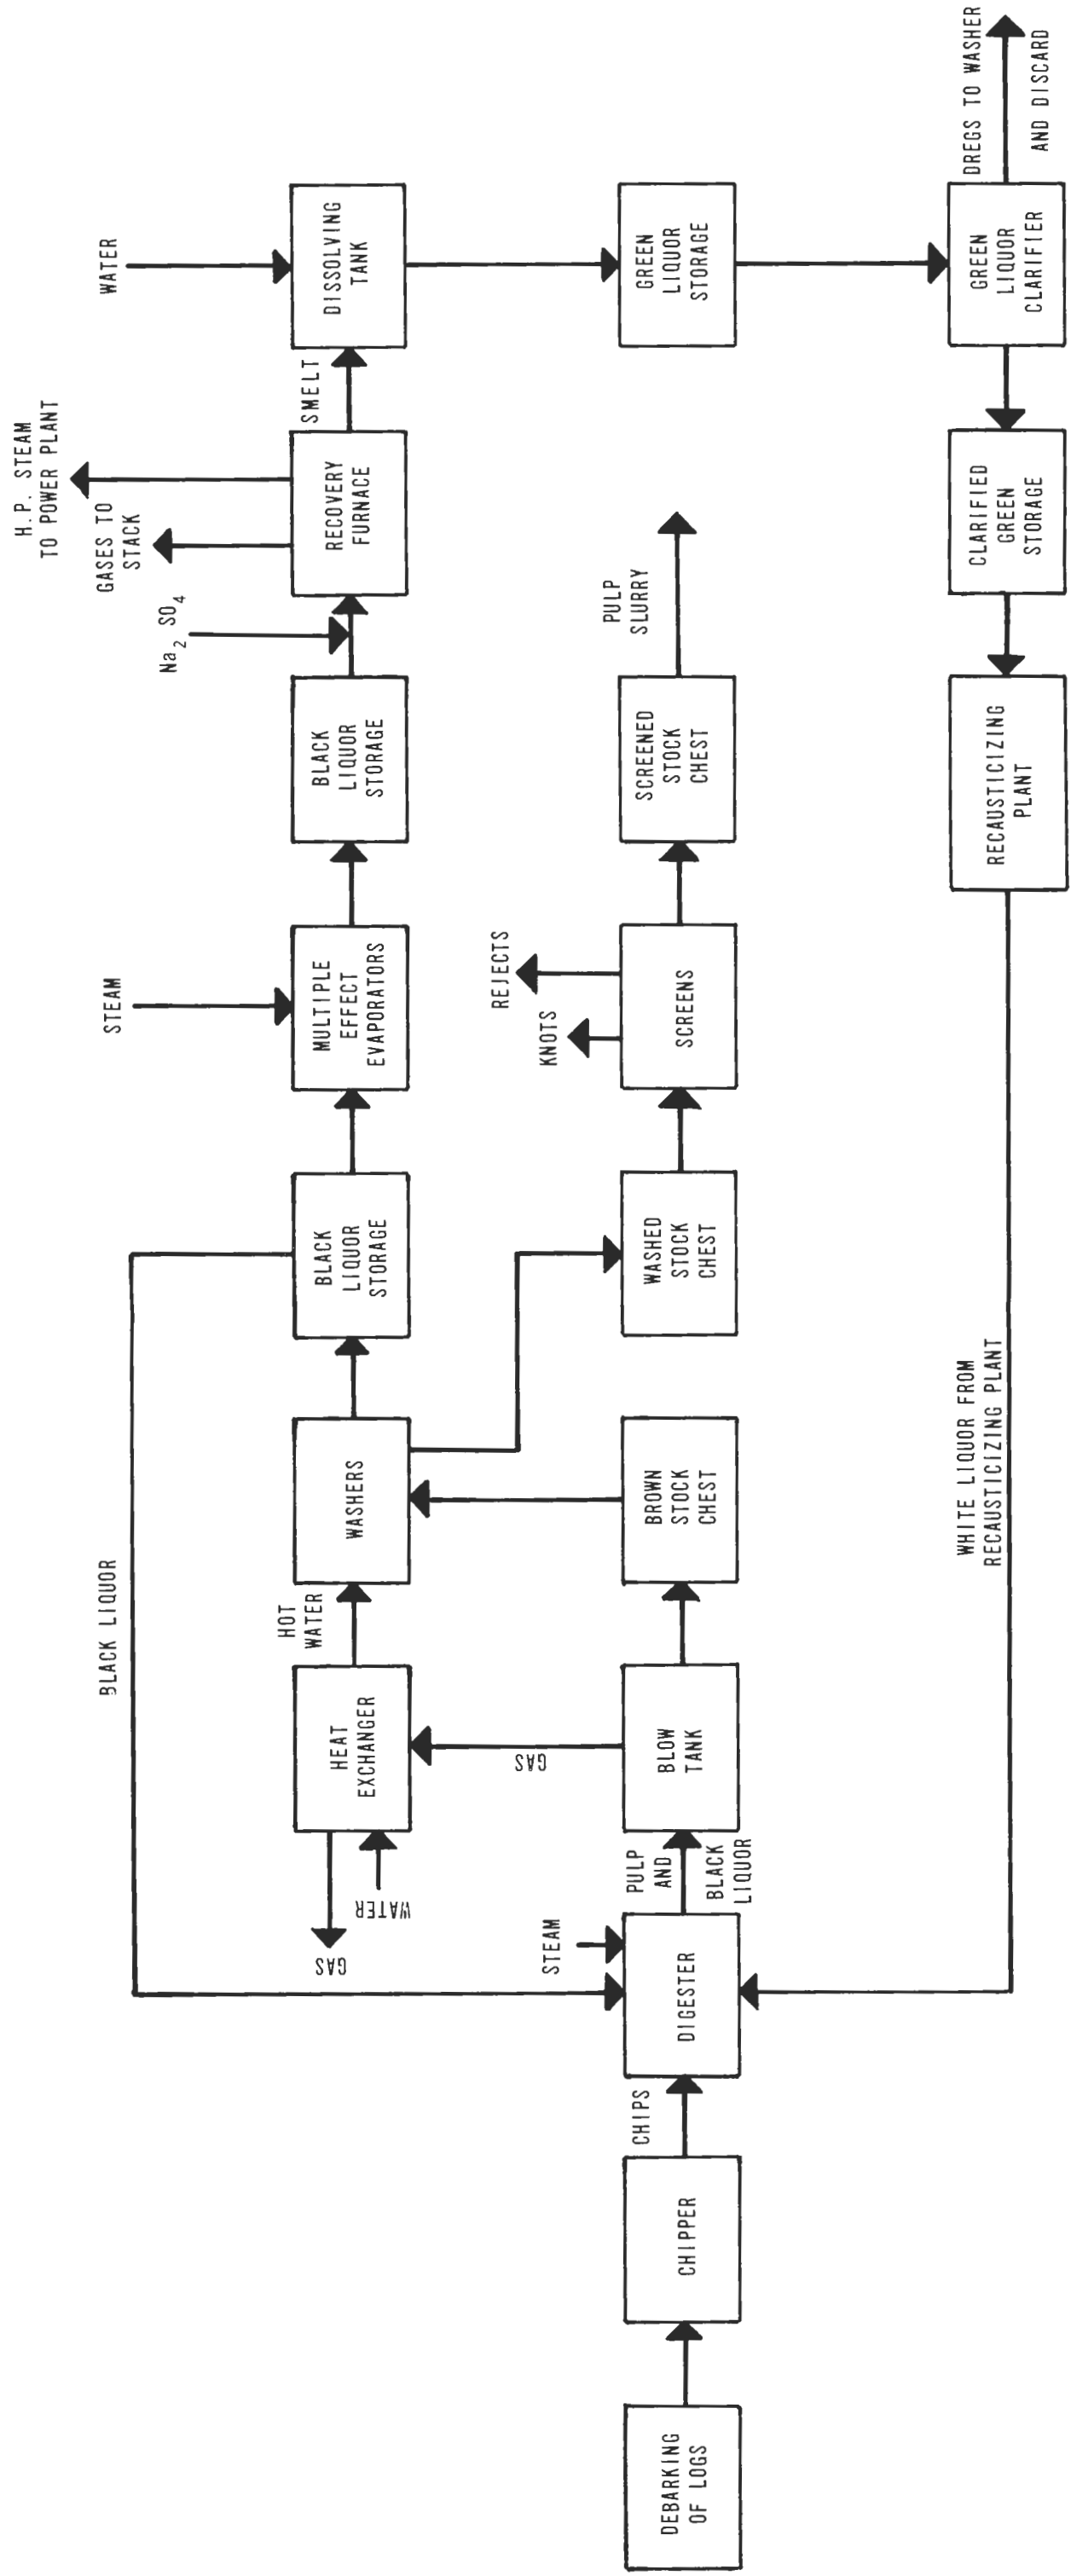 H.P. STEAM
TO POWER PLANT
GASES TO
STACK
Na2 SO4
WATER
STEAM
BLACK LIQUOR
GAS
WATER
HEAT
EXCHANGER
HOT
WATER
WASHERS
BLACK
LIQUOR
STORAGE
MULTIPLE
EFFECT
EVAPORATORS
BLACK
LIQUOR
STORAGE
RECOVERY
FURNACE
SMELT
DISSOLVING
TANK
GAS
REJECTS
KNOTS
PULP
SLURRY
DEBARKING
OF LOGS
CHIPPER
CHIPS
DIGESTER
STEAM
PULP
AND
BLACK
LIQUOR
BLOW
TANK
BROWN
STOCK
CHEST
WASHED
STOCK
CHEST
SCREENS
SCREENED
STOCK
CHEST
GREEN
LIQUOR
STORAGE
WHITE LIQUOR FROM
RECAUSTICIZING PLANT
RECAUSTICIZING
PLANT
CLARIFIED
GREEN
STORAGE
GREEN
LIQUOR
CLARIFIER
DREGS TO WASHER
AND DISCARD